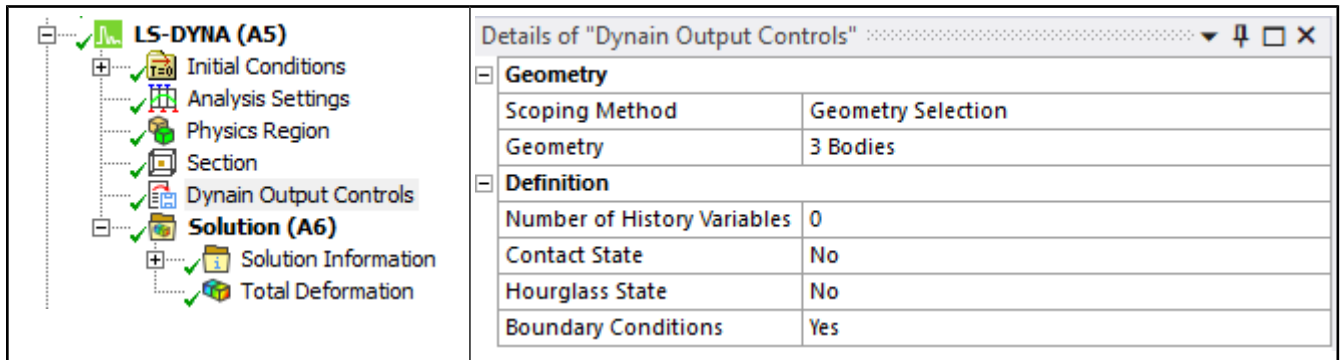 LS-DYNA (A5)
T=0 Initial Conditions
Analysis Settings
Physics Region
Section
Dynain Output Controls
Solution (A6)
Solution Information
Total Deformation
Details of "Dynain Output Controls"
Geometry
Scoping Method Geometry Selection
Geometry 3 Bodies
Definition
Number of History Variables 0
Contact State No
Hourglass State No
Boundary Conditions Yes